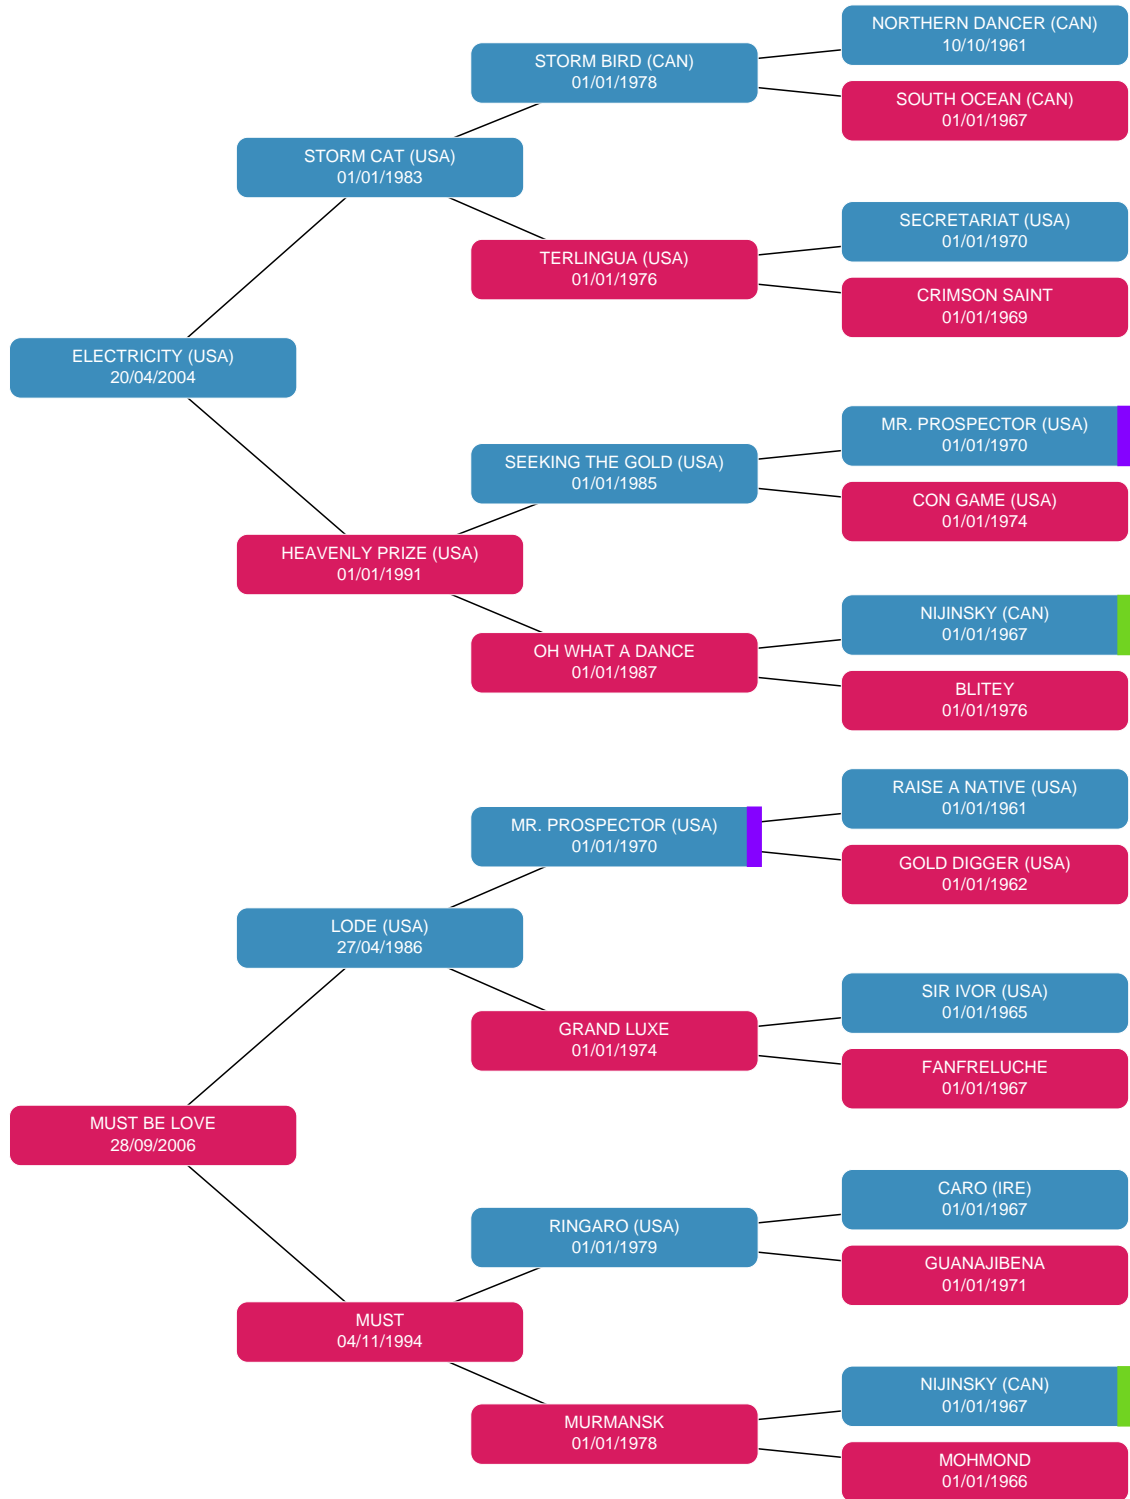 NORTHERN DANCER (CAN)
10/10/1961
STORM BIRD (CAN)
01/01/1978
SOUTH OCEAN (CAN)
01/01/1967
STORM CAT (USA)
01/01/1983
SECRETARIAT (USA)
01/01/1970
TERLINGUA (USA)
01/01/1976
CRIMSON SAINT
01/01/1969
ELECTRICITY (USA)
20/04/2004
MR. PROSPECTOR (USA)
01/01/1970
SEEKING THE GOLD (USA)
01/01/1985
CON GAME (USA)
01/01/1974
HEAVENLY PRIZE (USA)
01/01/1991
NIJINSKY (CAN)
01/01/1967
OH WHAT A DANCE
01/01/1987
BLITEY
01/01/1976
RAISE A NATIVE (USA)
01/01/1961
MR. PROSPECTOR (USA)
01/01/1970
GOLD DIGGER (USA)
01/01/1962
LODE (USA)
27/04/1986
SIR IVOR (USA)
01/01/1965
GRAND LUXE
01/01/1974
FANFRELUCHE
01/01/1967
MUST BE LOVE
28/09/2006
CARO (IRE)
01/01/1967
RINGARO (USA)
01/01/1979
GUANAJIBENA
01/01/1971
MUST
04/11/1994
NIJINSKY (CAN)
01/01/1967
MURMANSK
01/01/1978
MOHMOND
01/01/1966